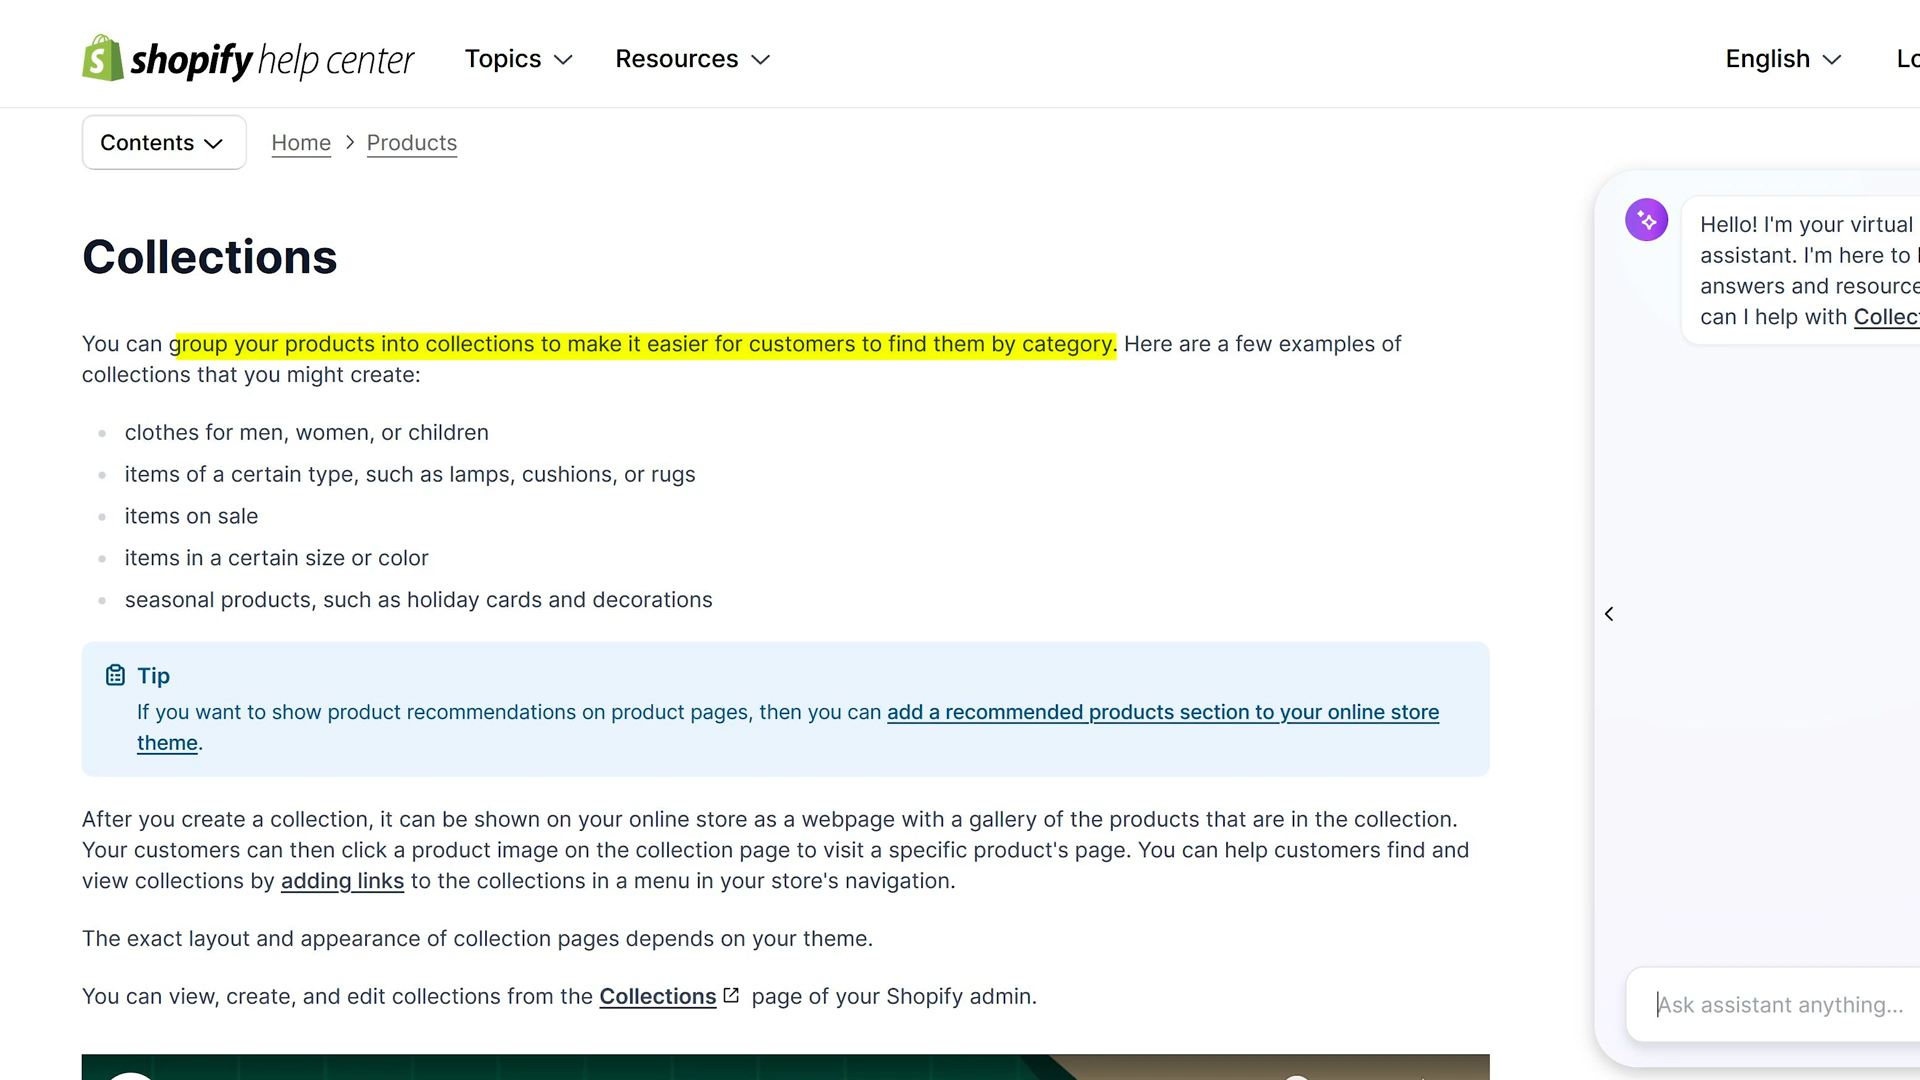 shopify help center Topics Resources English
Contents Home Products
Collections
You can group your products into collections to make it easier for customers to find them by category. Here are a few examples of
collections that you might create:
clothes for men, women, or children
items of a certain type, such as lamps, cushions, or rugs
items on sale
items in a certain size or color
seasonal products, such as holiday cards and decorations
Tip
If you want to show product recommendations on product pages, then you can add a recommended products section to your online store
theme.
After you create a collection, it can be shown on your online store as a webpage with a gallery of the products that are in the collection.
Your customers can then click a product image on the collection page to visit a specific product's page. You can help customers find and
view collections by adding links to the collections in a menu in your store's navigation.
The exact layout and appearance of collection pages depends on your theme.
You can view, create, and edit collections from the Collections page of your Shopify admin.
Hello! I'm your virtual
assistant. I'm here to
answers and
can I help with
Ask assistant anything...